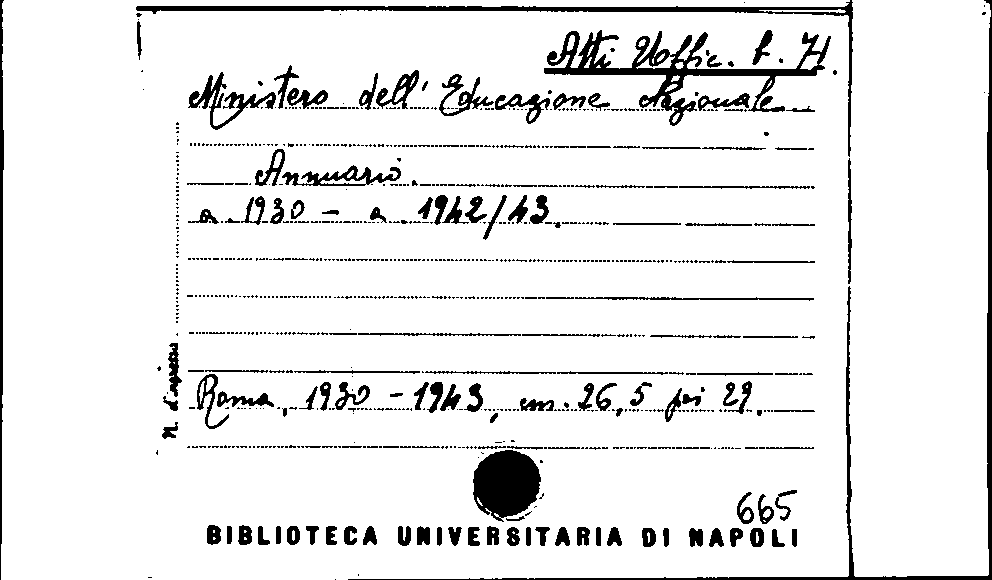 Atti Uffic. b. 71.
Ministero dell'Educazione Nazionale
Annuario.
a. 1930 - a. 1942/43.
Roma, 1930-1943, cm. 26,5 poi 29.
N. d'ingresso
665
BIBLIOTECA UNIVERSITARIA DI NAPOLI